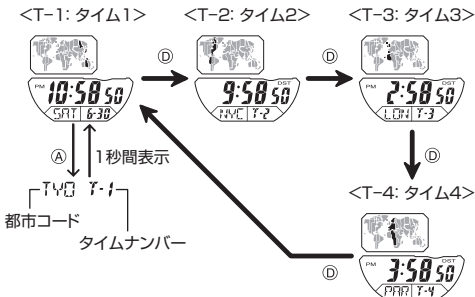 <T-1: タイム1>
<T-2: タイム2>
<T-3: タイム3>
PM 10:58 50
SAT 6-30
Ⓓ
DST
9:58 50
NYC T-2
Ⓓ
DST
PM 2:58 50
LON T-3
Ⓐ
1秒間表示
TYO T-1
都市コード
タイムナンバー
Ⓓ
<T-4: タイム4>
DST
PM 3:58 50
PAR T-4
Ⓓ